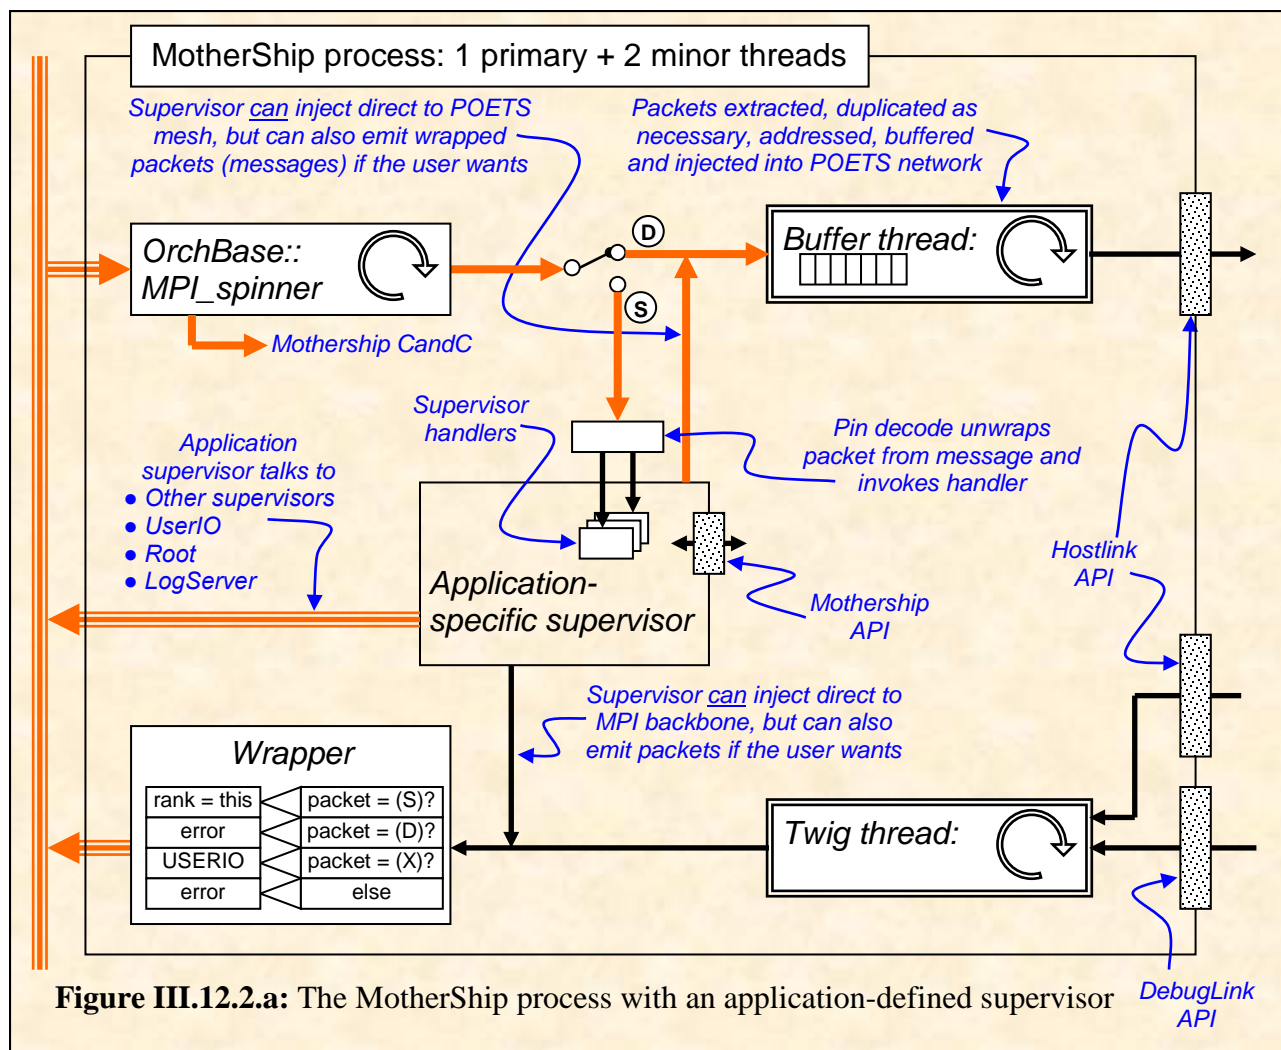 MotherShip process: 1 primary + 2 minor threads
Supervisor can inject direct to POETS
mesh, but can also emit wrapped
packets (messages) if the user wants
Packets extracted, duplicated as
necessary, addressed, buffered
and injected into POETS network
OrchBase::
MPI_spinner
D
S
Buffer thread:
Mothership CandC
Supervisor
handlers
Pin decode unwraps
packet from message and
invokes handler
Application
supervisor talks to
● Other supervisors
● UserIO
● Root
● LogServer
Application-
specific supervisor
Mothership
API
Hostlink
API
Supervisor can inject direct to
MPI backbone, but can also
emit packets if the user wants
Wrapper
rank = this packet = (S)?
error packet = (D)?
USERIO packet = (X)?
error else
Twig thread:
Figure III.12.2.a: The MotherShip process with an application-defined supervisor
DebugLink
API